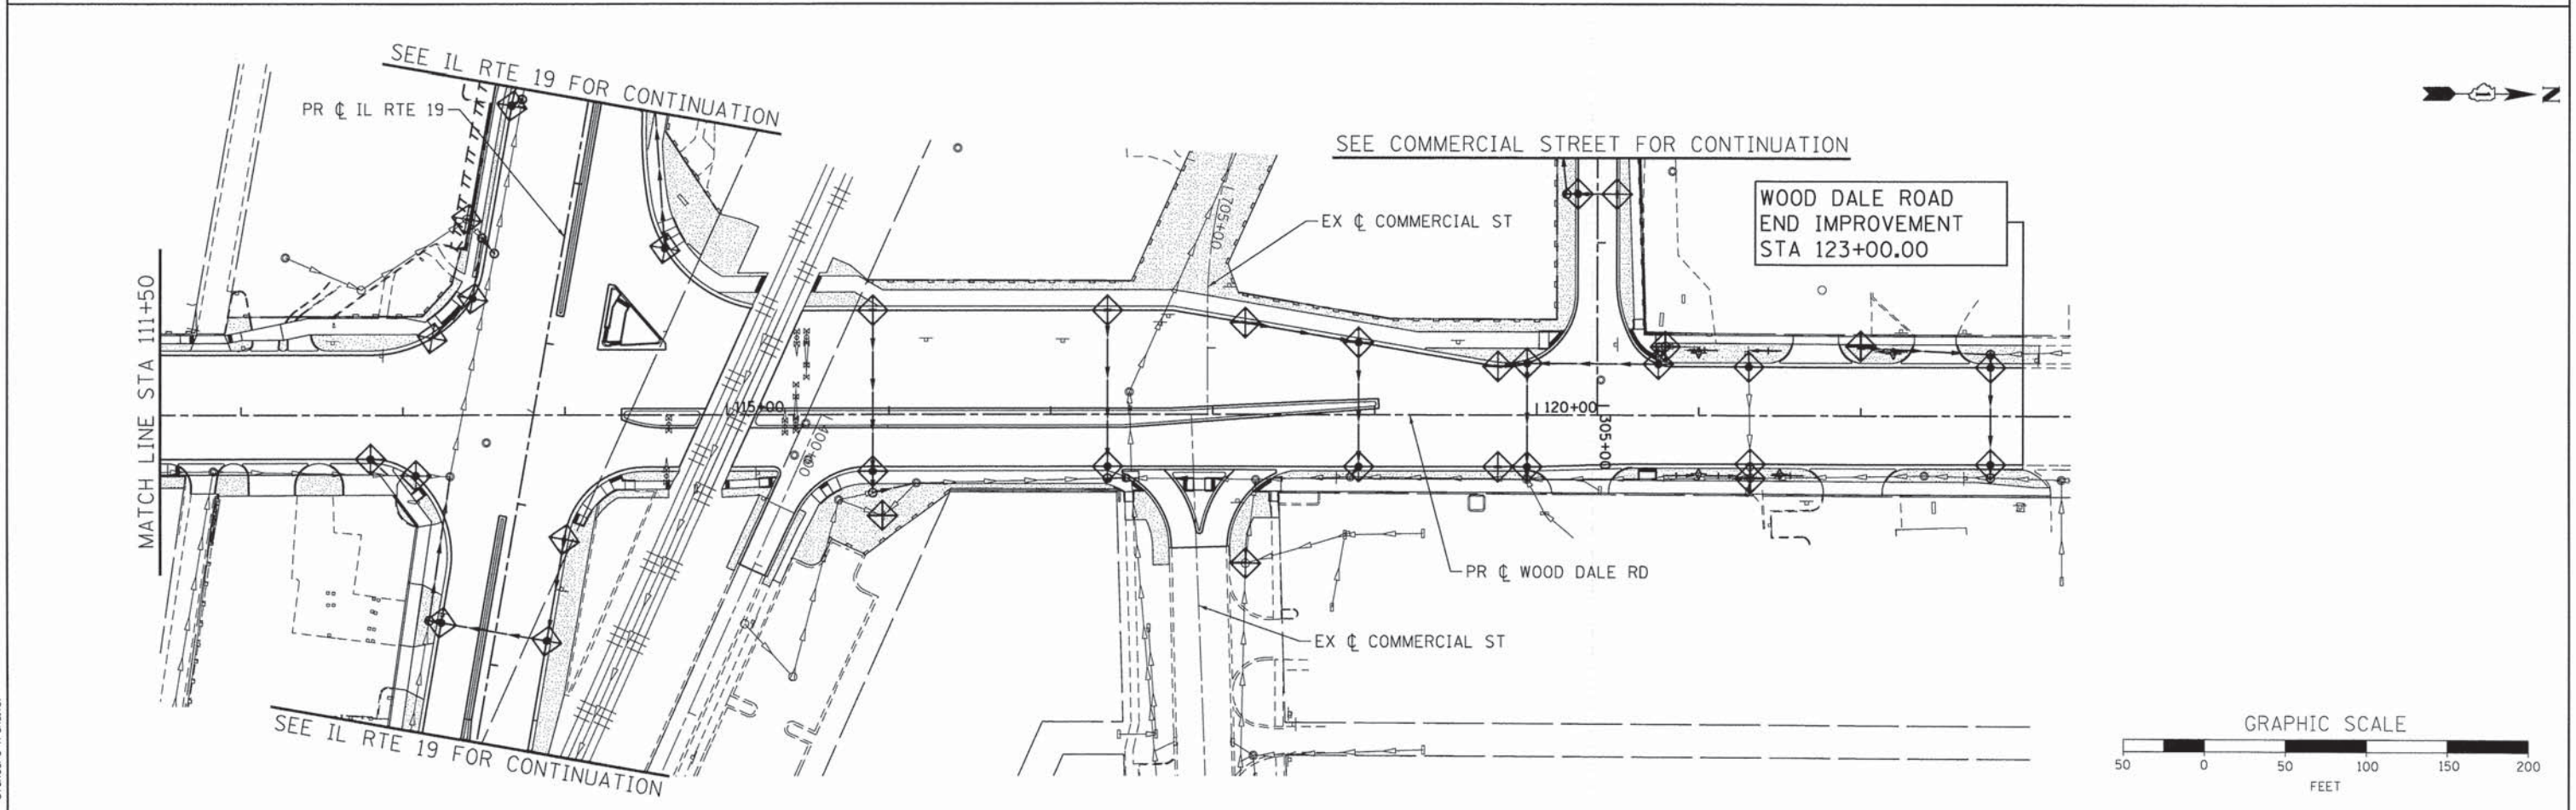 SEE IL RTE 19 FOR CONTINUATION
PR ℄ IL RTE 19
SEE COMMERCIAL STREET FOR CONTINUATION
N
WOOD DALE ROAD
END IMPROVEMENT
STA 123+00.00
705+00
EX ℄ COMMERCIAL ST
MATCH LINE STA 111+50
115+00
120+00
305+00
400+00
PR ℄ WOOD DALE RD
EX ℄ COMMERCIAL ST
SEE IL RTE 19 FOR CONTINUATION
GRAPHIC SCALE
50 0 50 100 150 200
FEET